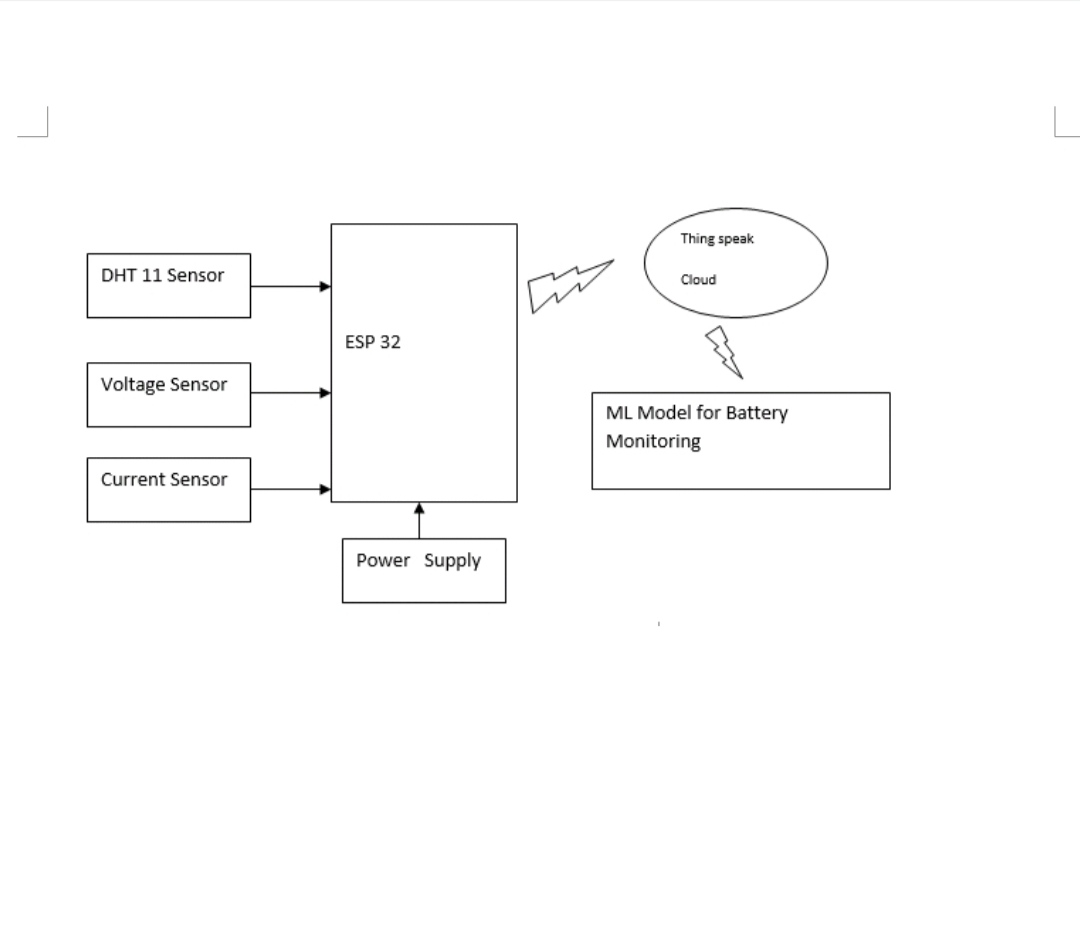 DHT 11 Sensor
Voltage Sensor
Current Sensor
ESP 32
Power Supply
Thing speak
Cloud
ML Model for Battery
Monitoring